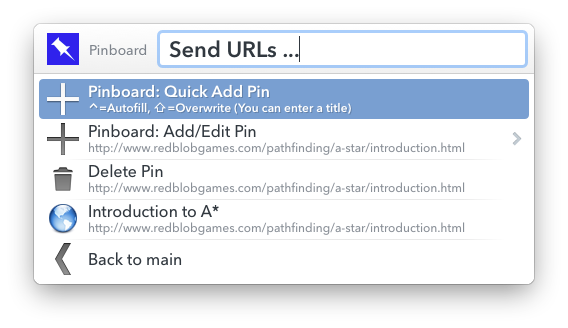 Pinboard
Send URLs ...
Pinboard: Quick Add Pin
^=Autofill, ⇧=Overwrite (You can enter a title)
Pinboard: Add/Edit Pin
http://www.redblobgames.com/pathfinding/a-star/introduction.html
Delete Pin
http://www.redblobgames.com/pathfinding/a-star/introduction.html
Introduction to A*
http://www.redblobgames.com/pathfinding/a-star/introduction.html
Back to main